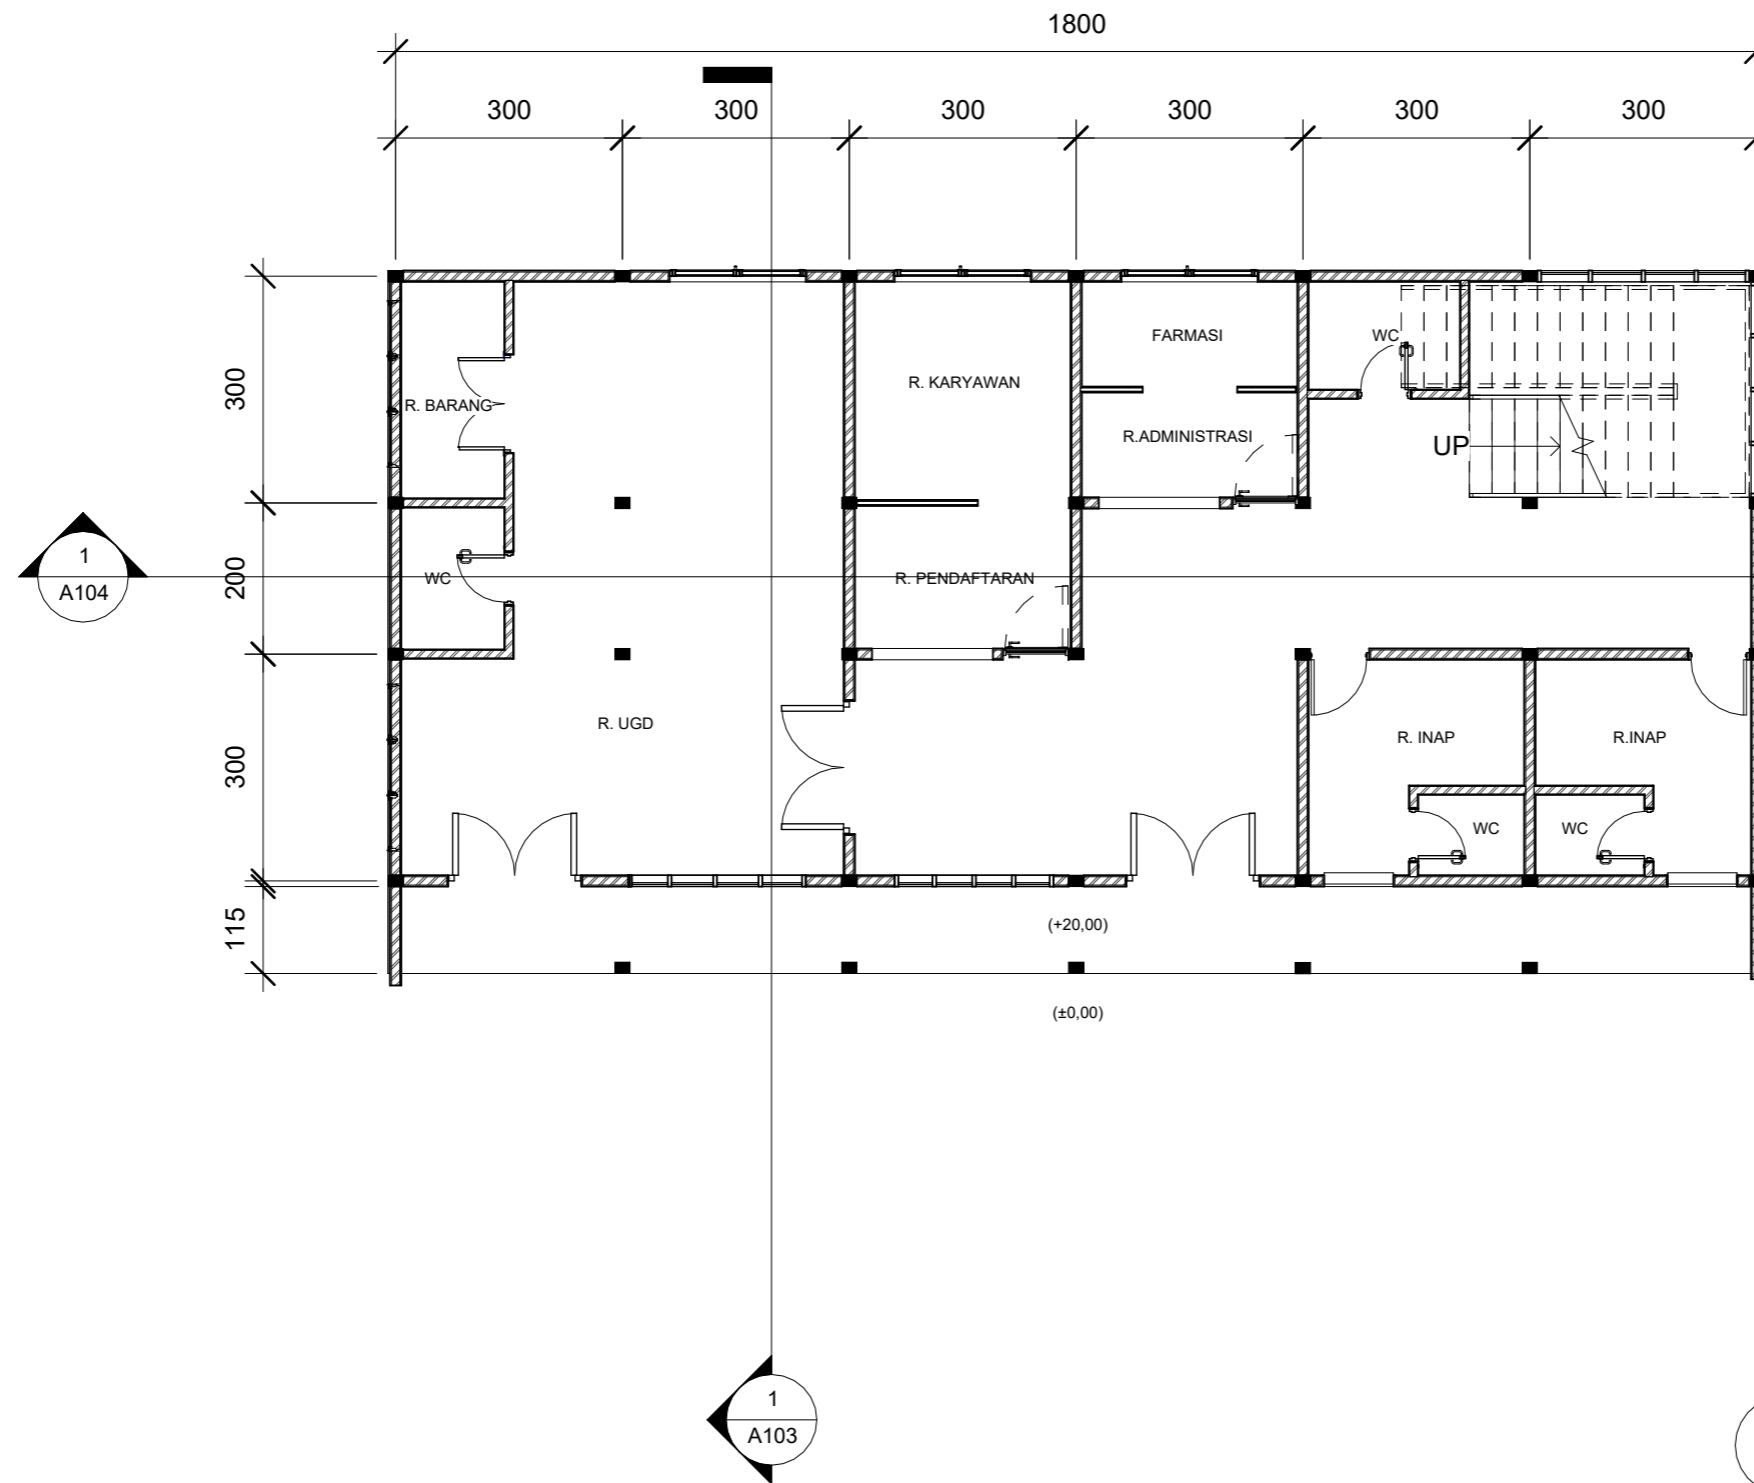 1800
300 300 300 300 300 300
FARMASI
WC
R. KARYAWAN
300
R. BARANG
R.ADMINISTRASI
UP
1
A104
200
WC
R. PENDAFTARAN
R. UGD
R. INAP
R.INAP
300
WC
WC
115
(+20,00)
(±0,00)
1
A103